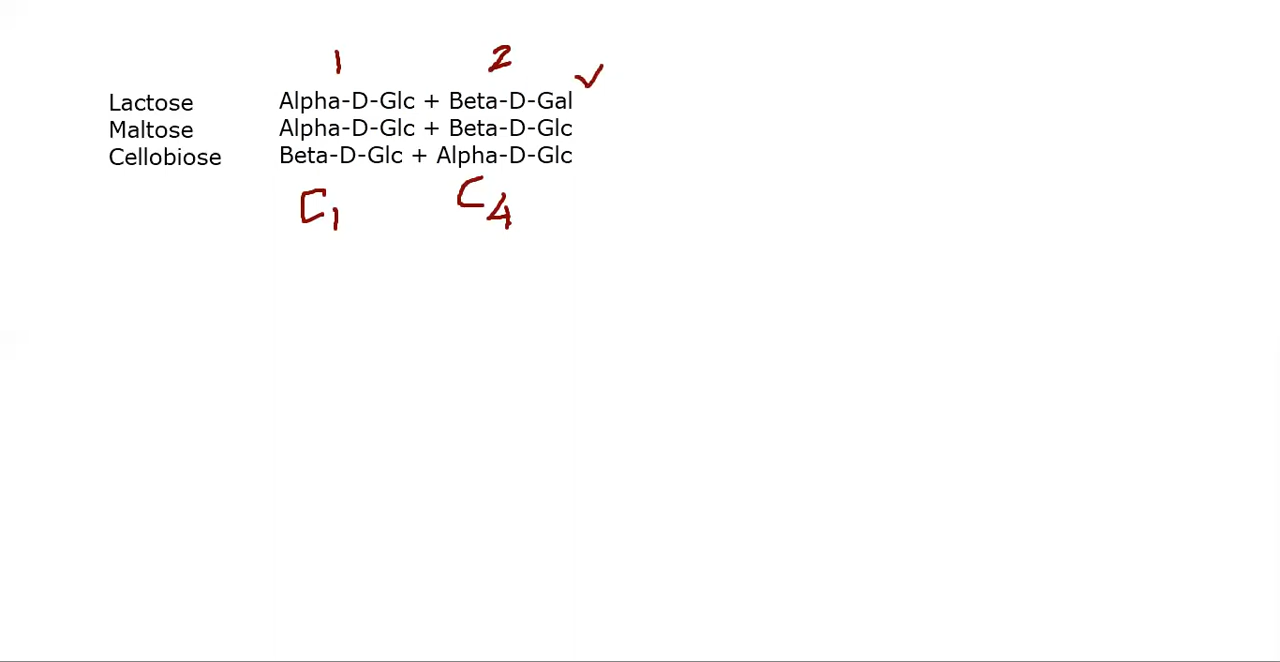 1 2
Lactose Alpha-D-Glc + Beta-D-Gal ✓
Maltose Alpha-D-Glc + Beta-D-Glc
Cellobiose Beta-D-Glc + Alpha-D-Glc
C1 C4